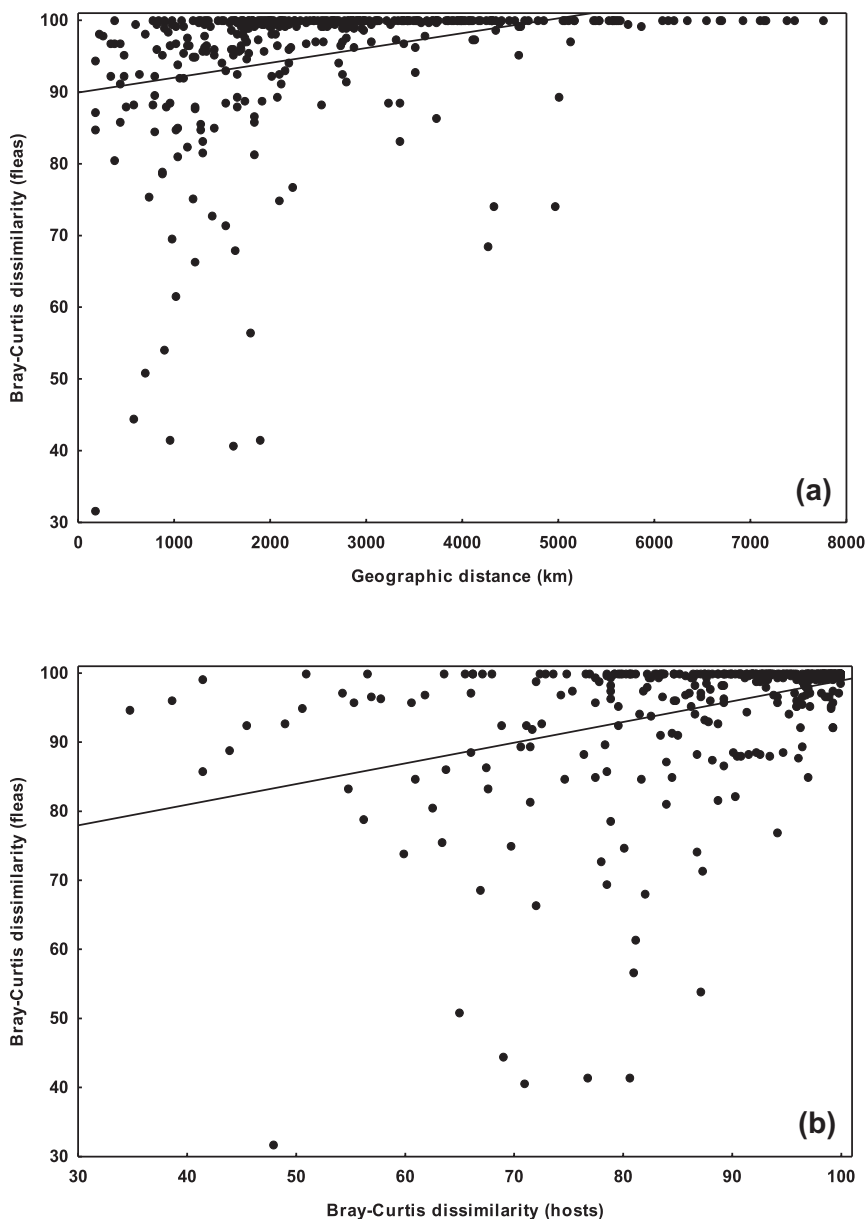 100
90
80
70
60
50
40
30
Bray-Curtis dissimilarity (fleas)
(a)
0 1000 2000 3000 4000 5000 6000 7000 8000
Geographic distance (km)
100
90
80
70
60
50
40
30
Bray-Curtis dissimilarity (fleas)
(b)
30 40 50 60 70 80 90 100
Bray-Curtis dissimilarity (hosts)